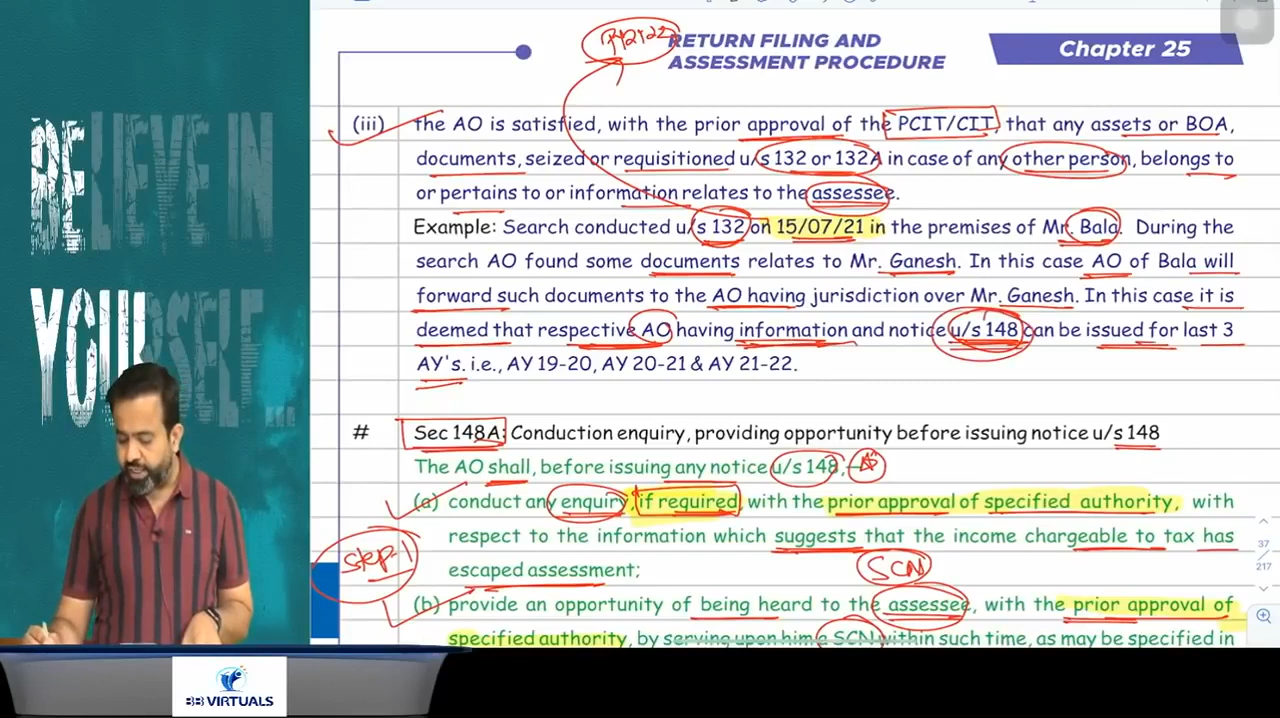 BELIEVE IN
YOURSELF...
RETURN FILING AND
ASSESSMENT PROCEDURE
Chapter 25
(iii) the AO is satisfied, with the prior approval of the PCIT/CIT, that any assets or BOA,
documents, seized or requisitioned u/s 132 or 132A in case of any other person, belongs to
or pertains to or information relates to the assessee.
Example: Search conducted u/s 132 on 15/07/21 in the premises of Mr. Bala. During the
search AO found some documents relates to Mr. Ganesh. In this case AO of Bala will
forward such documents to the AO having jurisdiction over Mr. Ganesh. In this case it is
deemed that respective AO having information and notice u/s 148 can be issued for last 3
AY's. i.e., AY 19-20, AY 20-21 & AY 21-22.
# Sec 148A: Conduction enquiry, providing opportunity before issuing notice u/s 148
The AO shall, before issuing any notice u/s 148,-
(a) conduct any enquiry, if required, with the prior approval of specified authority, with
respect to the information which suggests that the income chargeable to tax has
Step-1
escaped assessment;
SCN
(b) provide an opportunity of being heard to the assessee, with the prior approval of
specified authority, by serving upon him a SCN within such time, as may be specified in
37
217
BB VIRTUALS